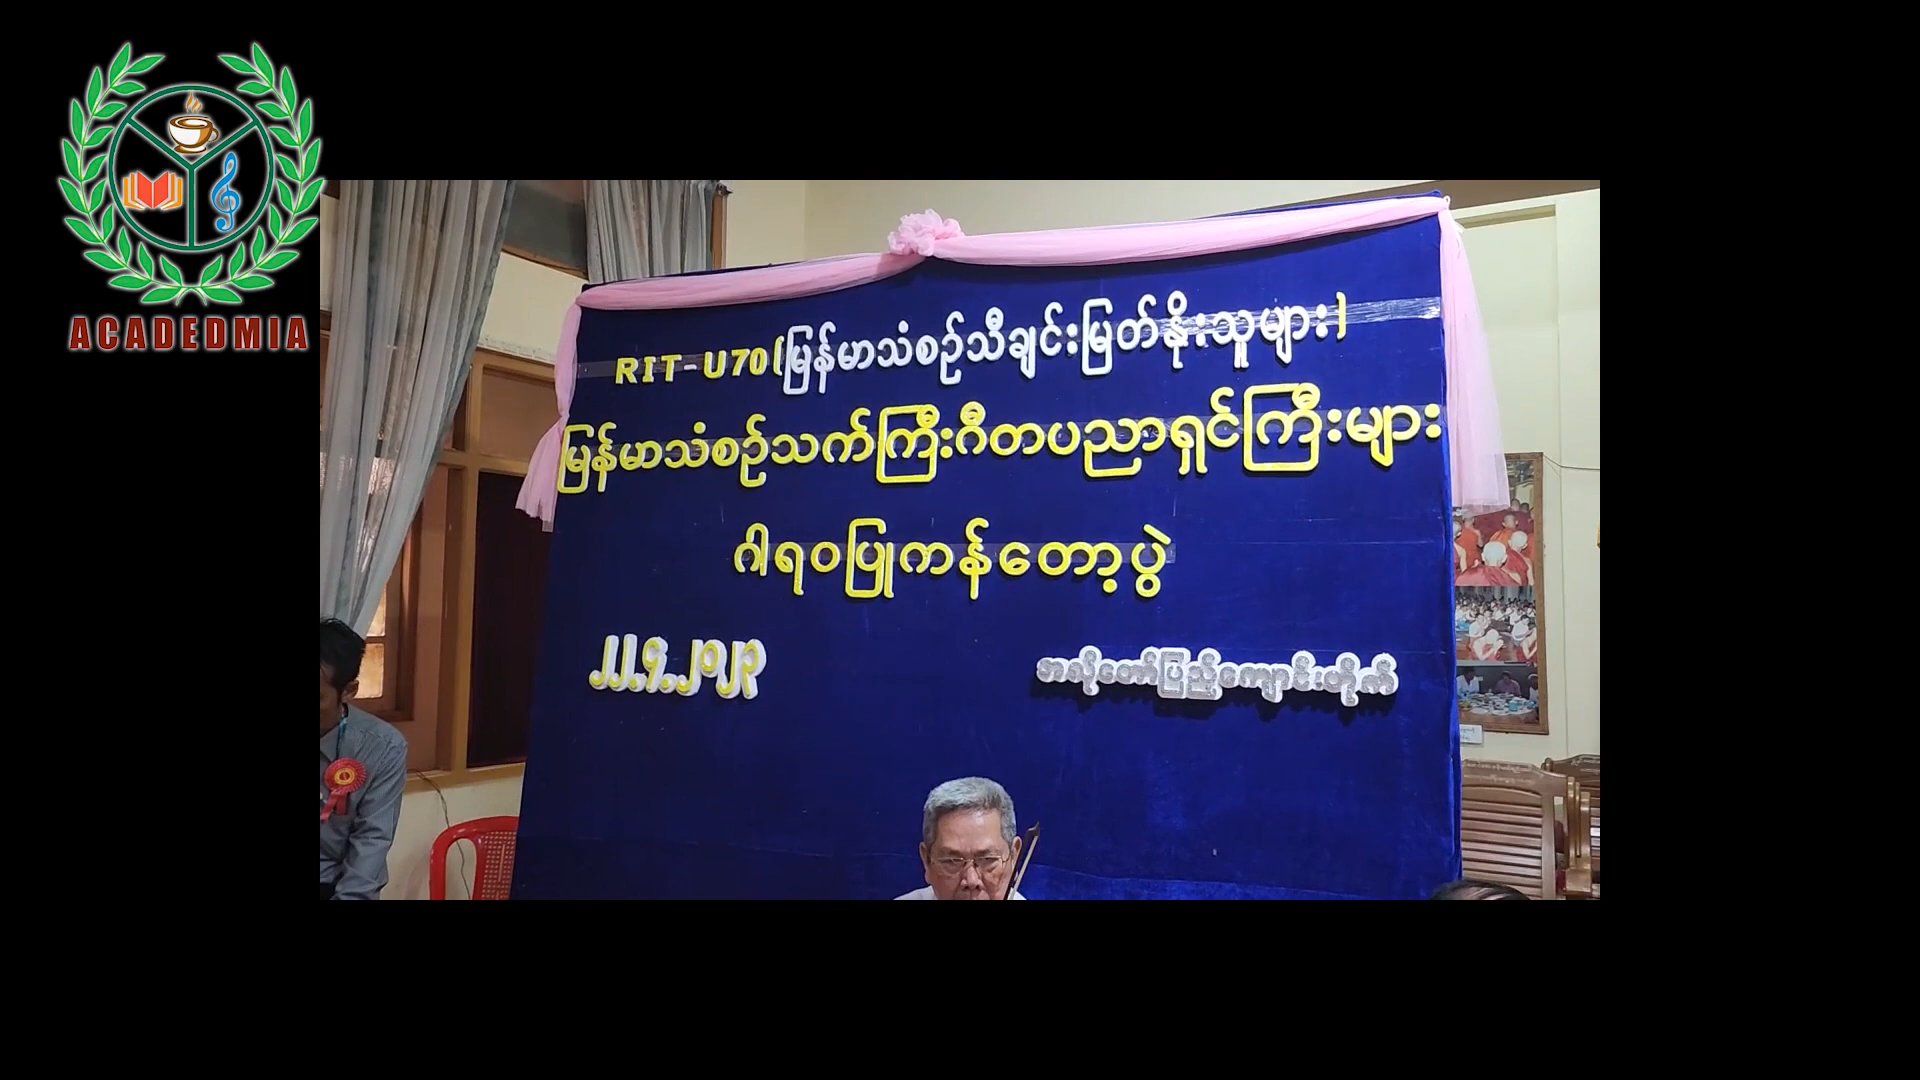 ACADEDMIA
RIT-U70 (မြန်မာသံစဉ်သီချင်းမြတ်နိုးသူများ)
မြန်မာသံစဉ်သက်ကြီးဂီတပညာရှင်ကြီးများ
ဂါရဝပြုကန်တော့ပွဲ
၂၂.၄.၂၀၂၃
အလိုတော်ပြည့်ကျောင်းတိုက်